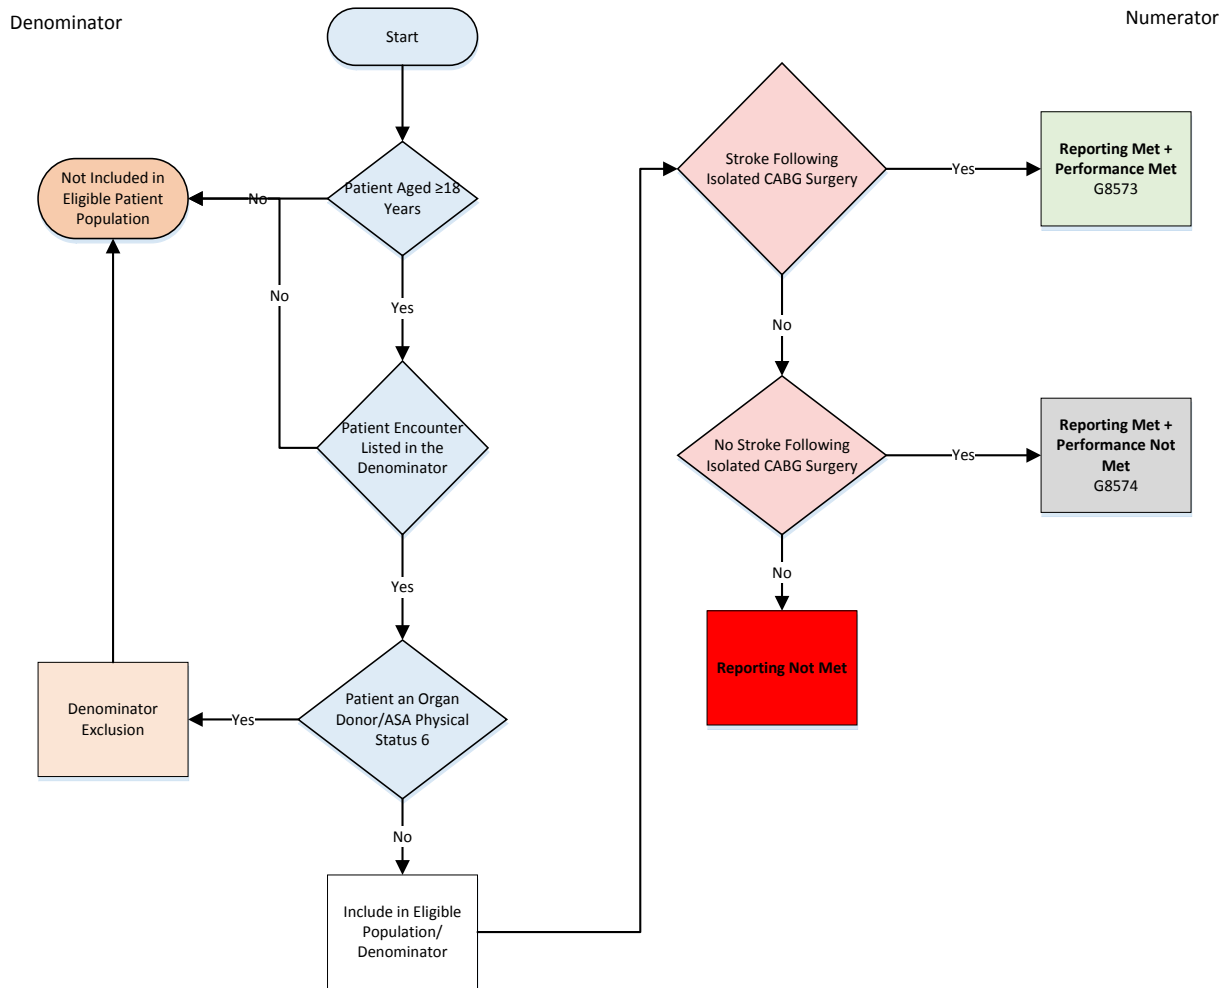 Denominator
Numerator
Start
Patient Aged ≥18
Years
No
Not Included in
Eligible Patient
Population
No
Yes
Patient Encounter
Listed in the
Denominator
Yes
Patient an Organ
Donor/ASA Physical
Status 6
Yes
Denominator
Exclusion
No
Include in Eligible
Population/
Denominator
Stroke Following
Isolated CABG Surgery
Yes
Reporting Met +
Performance Met
G8573
No
No Stroke Following
Isolated CABG Surgery
Yes
Reporting Met +
Performance Not
Met
G8574
No
Reporting Not Met